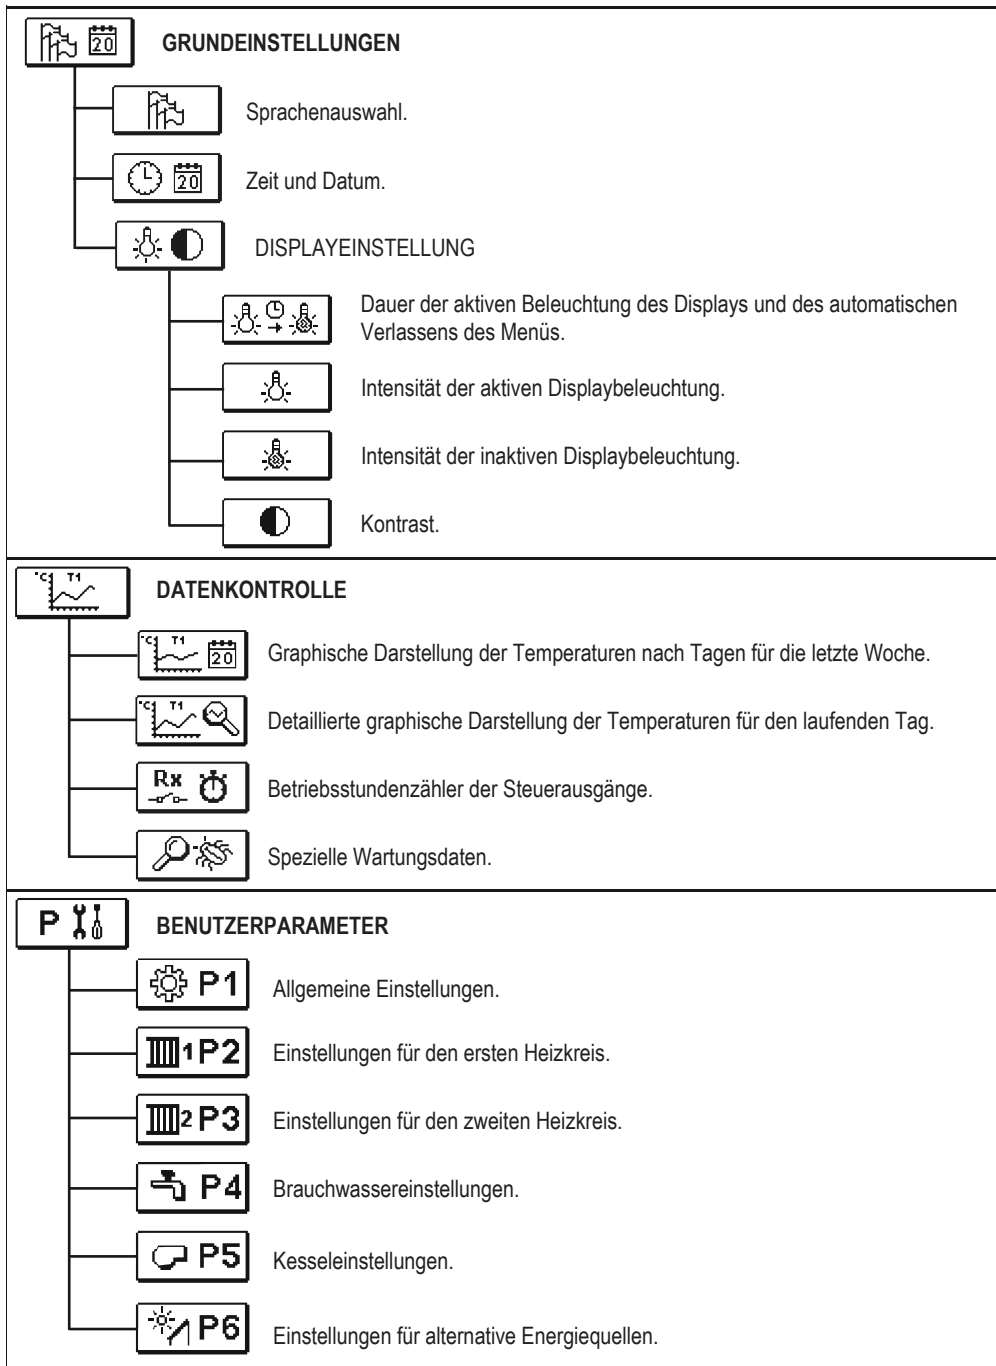 20 GRUNDEINSTELLUNGEN
Sprachenauswahl.
20 Zeit und Datum.
DISPLAYEINSTELLUNG
Dauer der aktiven Beleuchtung des Displays und des automatischen
Verlassens des Menüs.
Intensität der aktiven Displaybeleuchtung.
Intensität der inaktiven Displaybeleuchtung.
Kontrast.
°C T1 DATENKONTROLLE
°C T1 20 Graphische Darstellung der Temperaturen nach Tagen für die letzte Woche.
°C T1 Detaillierte graphische Darstellung der Temperaturen für den laufenden Tag.
Rx Betriebsstundenzähler der Steuerausgänge.
Spezielle Wartungsdaten.
P BENUTZERPARAMETER
P1 Allgemeine Einstellungen.
1 P2 Einstellungen für den ersten Heizkreis.
2 P3 Einstellungen für den zweiten Heizkreis.
P4 Brauchwassereinstellungen.
P5 Kesseleinstellungen.
P6 Einstellungen für alternative Energiequellen.